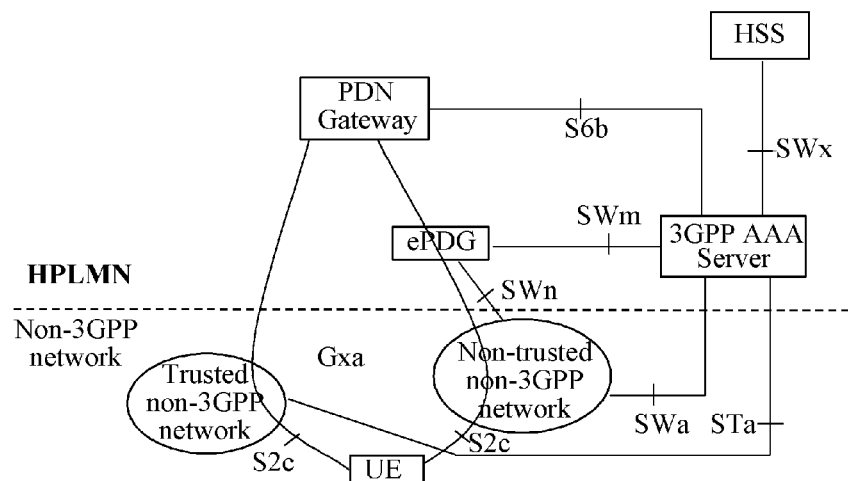 HSS
PDN
Gateway
S6b
SWx
SWm
ePDG
3GPP AAA
Server
HPLMN
SWn
Non-3GPP
network
Gxa
Trusted
non-3GPP
network
Non-trusted
non-3GPP
network
SWa
STa
S2c
S2c
UE